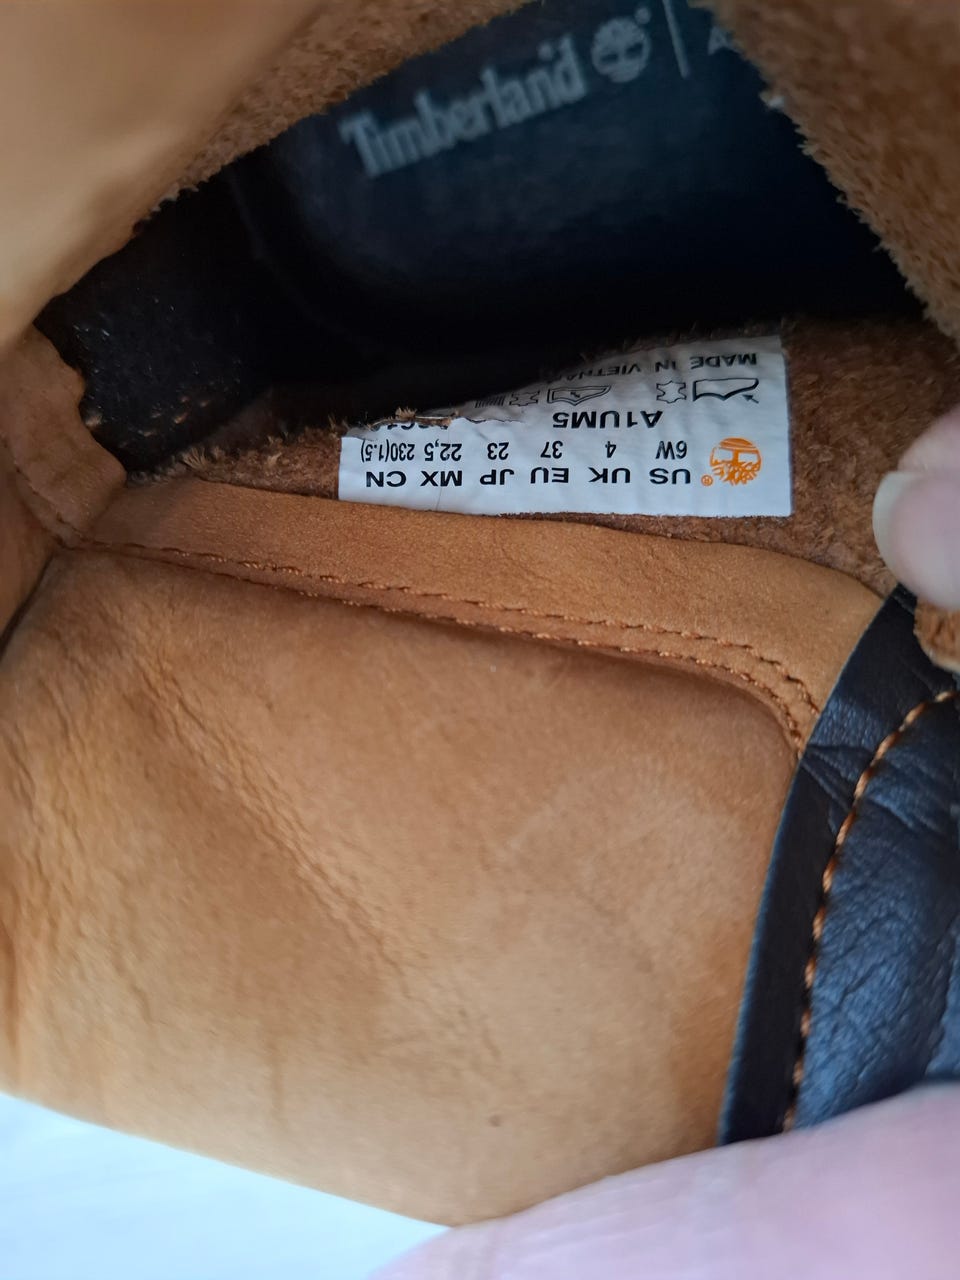 Timberland
US UK EU JP MX CN
6W 4 37 23 22,5 230(1.5)
A1UM5
MADE IN VIETNAM